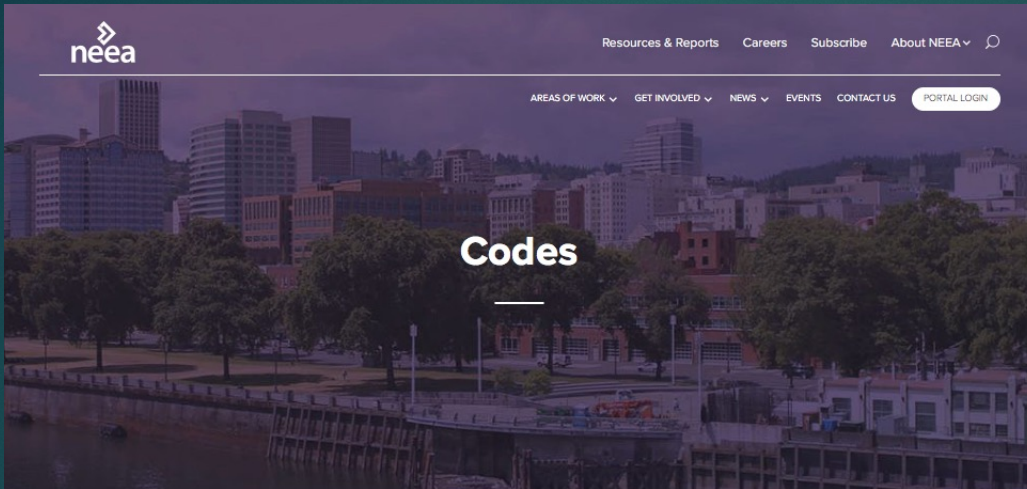 neea
Resources & Reports Careers Subscribe About NEEA
AREAS OF WORK GET INVOLVED NEWS EVENTS CONTACT US PORTAL LOGIN
Codes